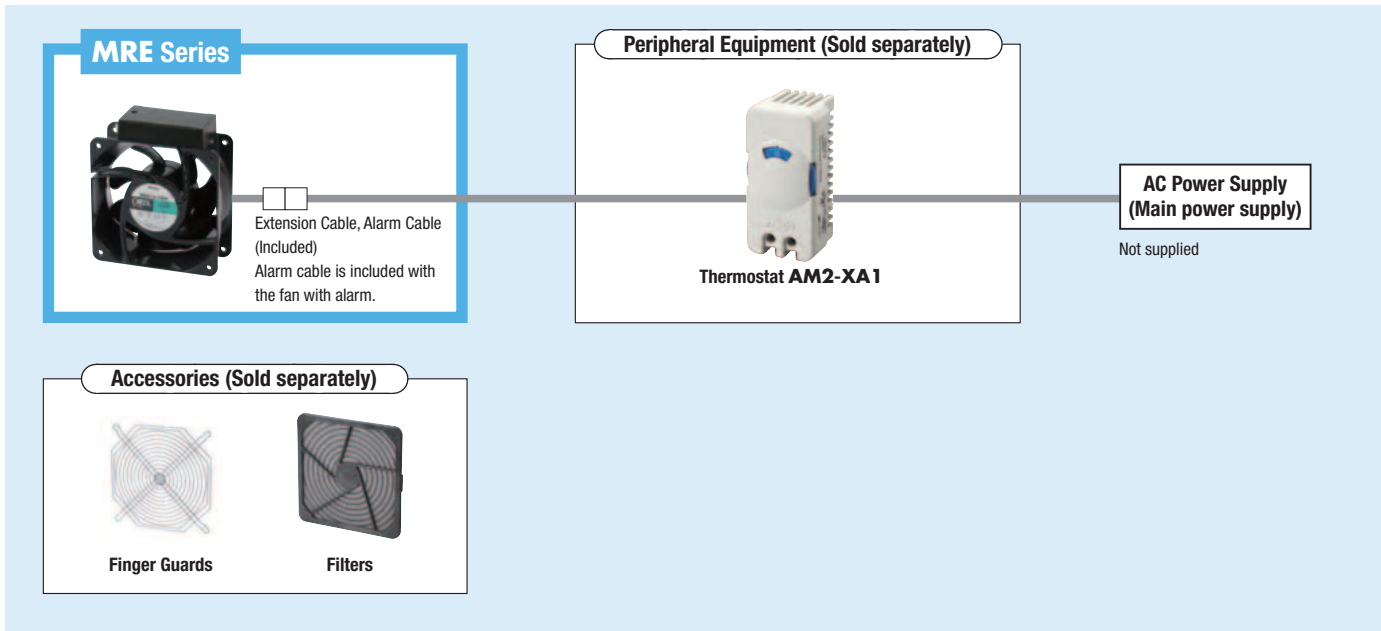 MRE Series
Extension Cable, Alarm Cable
(Included)
Alarm cable is included with
the fan with alarm.
Peripheral Equipment (Sold separately)
Thermostat AM2-XA1
AC Power Supply
(Main power supply)
Not supplied
Accessories (Sold separately)
Finger Guards
Filters